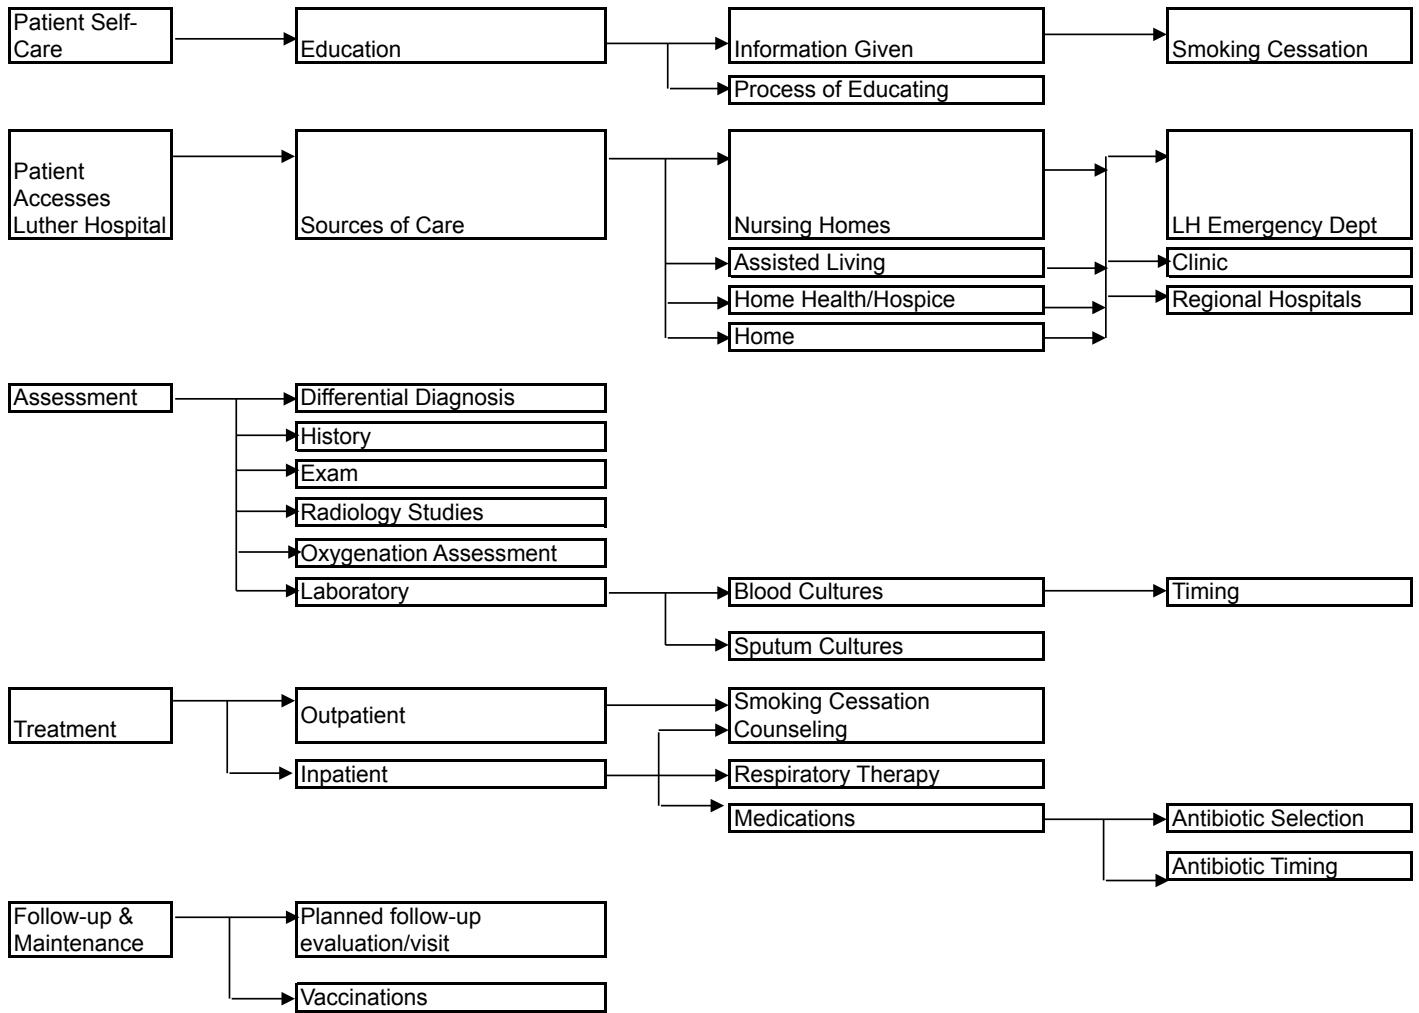 Patient Self-
Care
Education
Information Given
Smoking Cessation
Process of Educating
Patient
Accesses
Luther Hospital
Sources of Care
Nursing Homes
LH Emergency Dept
Assisted Living
Clinic
Home Health/Hospice
Regional Hospitals
Home
Assessment
Differential Diagnosis
History
Exam
Radiology Studies
Oxygenation Assessment
Laboratory
Blood Cultures
Timing
Sputum Cultures
Treatment
Outpatient
Smoking Cessation
Counseling
Inpatient
Respiratory Therapy
Medications
Antibiotic Selection
Antibiotic Timing
Follow-up &
Maintenance
Planned follow-up
evaluation/visit
Vaccinations